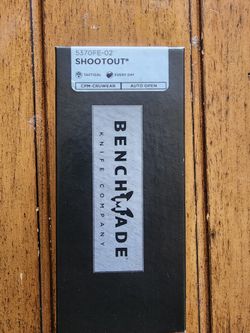 5370FE-02
SHOOTOUT®
TACTICAL
EVERY DAY
CPM-CRUWEAR
AUTO OPEN
BENCHMADE
KNIFE COMPANY